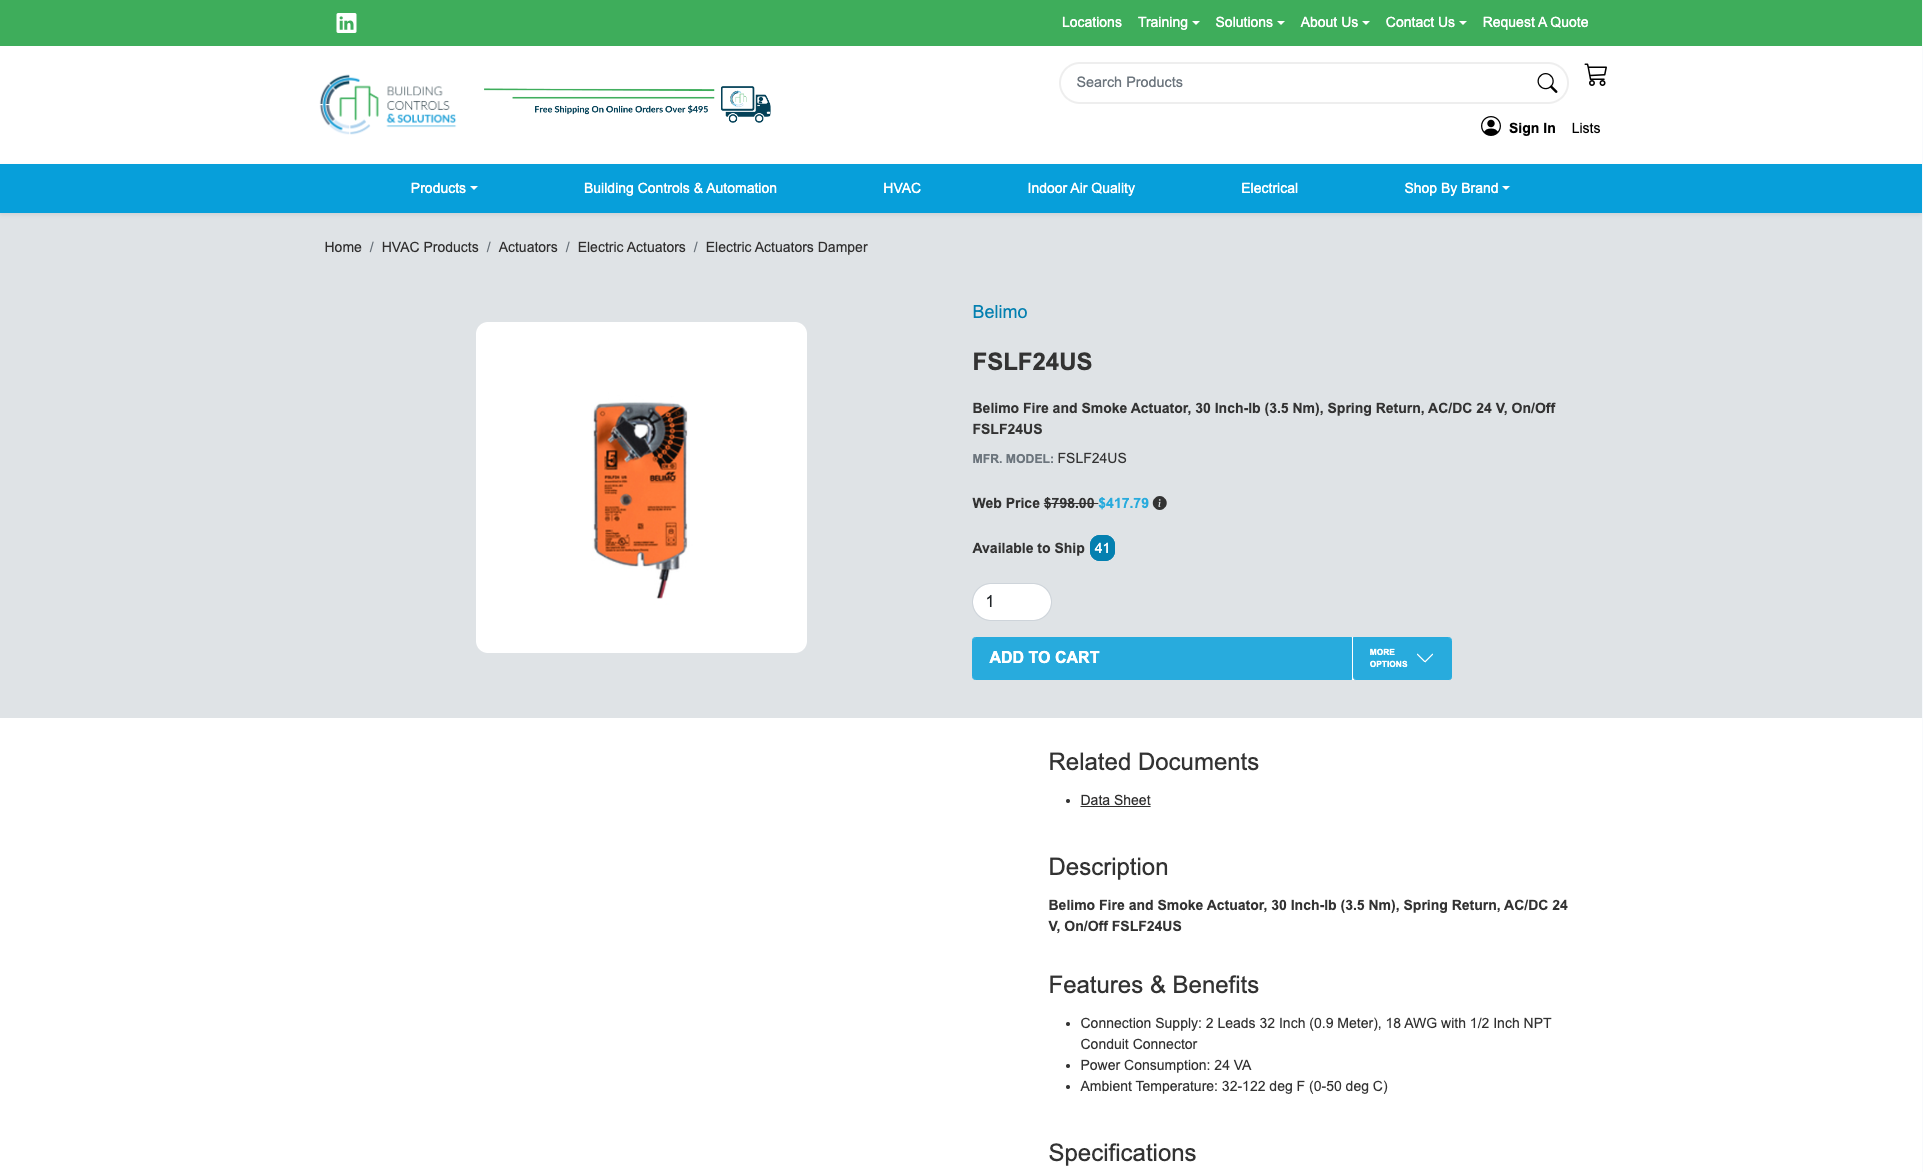 Locations Training Solutions About Us Contact Us Request A Quote
BUILDING
CONTROLS
& SOLUTIONS
Free Shipping On Online Orders Over $495
Search Products
Sign In Lists
Products Building Controls & Automation HVAC Indoor Air Quality Electrical Shop By Brand
Home / HVAC Products / Actuators / Electric Actuators / Electric Actuators Damper
Belimo
FSLF24US
Belimo Fire and Smoke Actuator, 30 Inch-lb (3.5 Nm), Spring Return, AC/DC 24 V, On/Off
FSLF24US
MFR. MODEL: FSLF24US
BELIMO
Web Price $798.00 $417.79
Available to Ship 41
1
ADD TO CART
MORE
OPTIONS
Related Documents
• Data Sheet
Description
Belimo Fire and Smoke Actuator, 30 Inch-lb (3.5 Nm), Spring Return, AC/DC 24
V, On/Off FSLF24US
Features & Benefits
• Connection Supply: 2 Leads 32 Inch (0.9 Meter), 18 AWG with 1/2 Inch NPT
Conduit Connector
• Power Consumption: 24 VA
• Ambient Temperature: 32-122 deg F (0-50 deg C)
Specifications